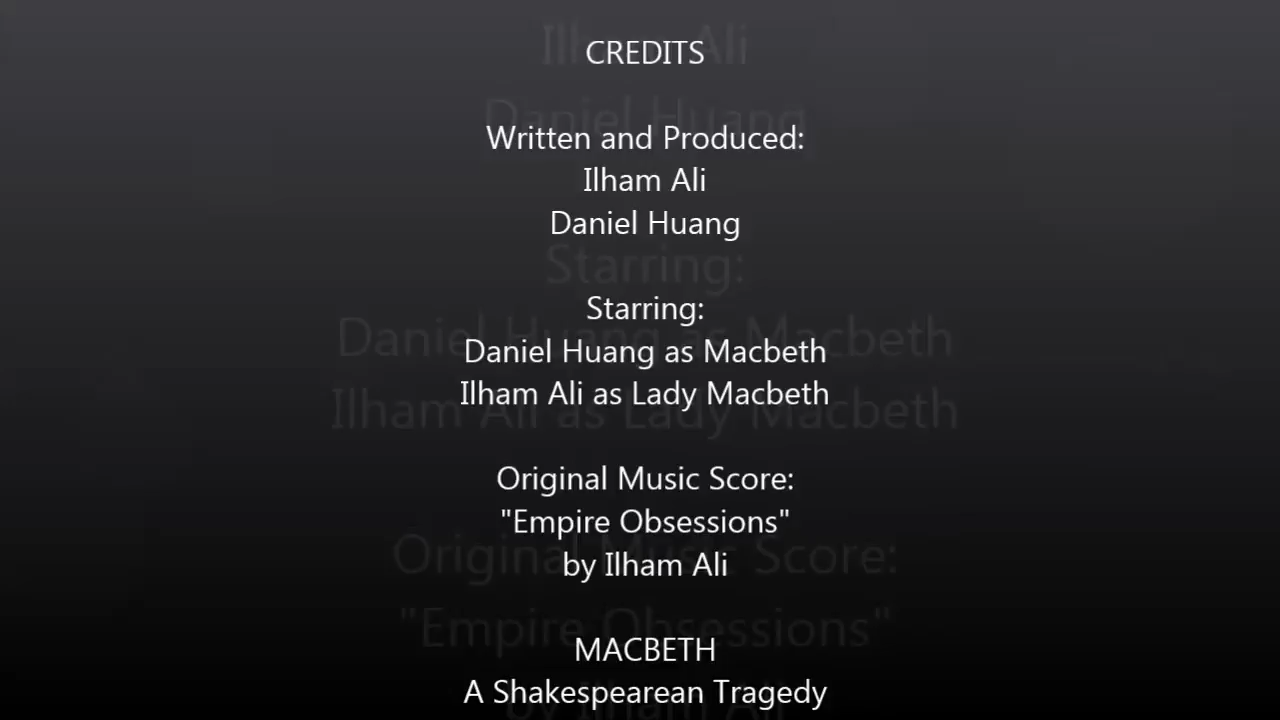 CREDITS
Written and Produced:
Ilham Ali
Daniel Huang
Starring:
Daniel Huang as Macbeth
Ilham Ali as Lady Macbeth
Original Music Score:
"Empire Obsessions"
by Ilham Ali
MACBETH
A Shakespearean Tragedy